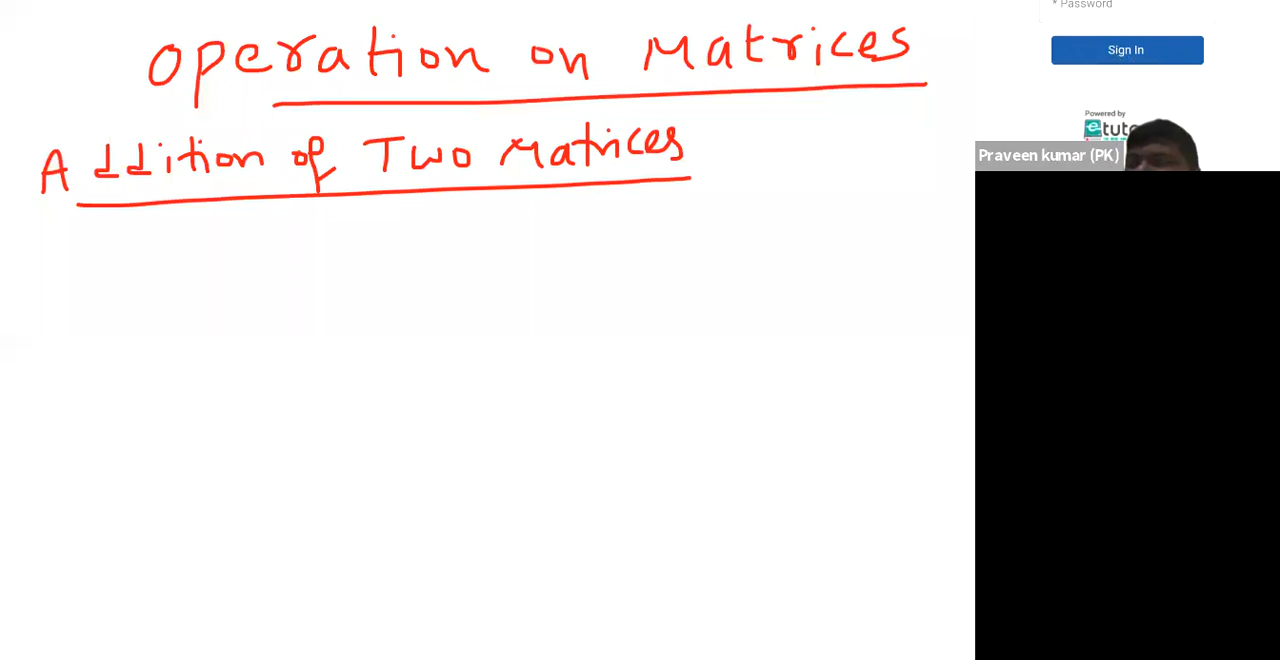 * Password
Operation on Matrices
Sign In
Powered by
Addition of Two Matrices
Praveen kumar (PK)